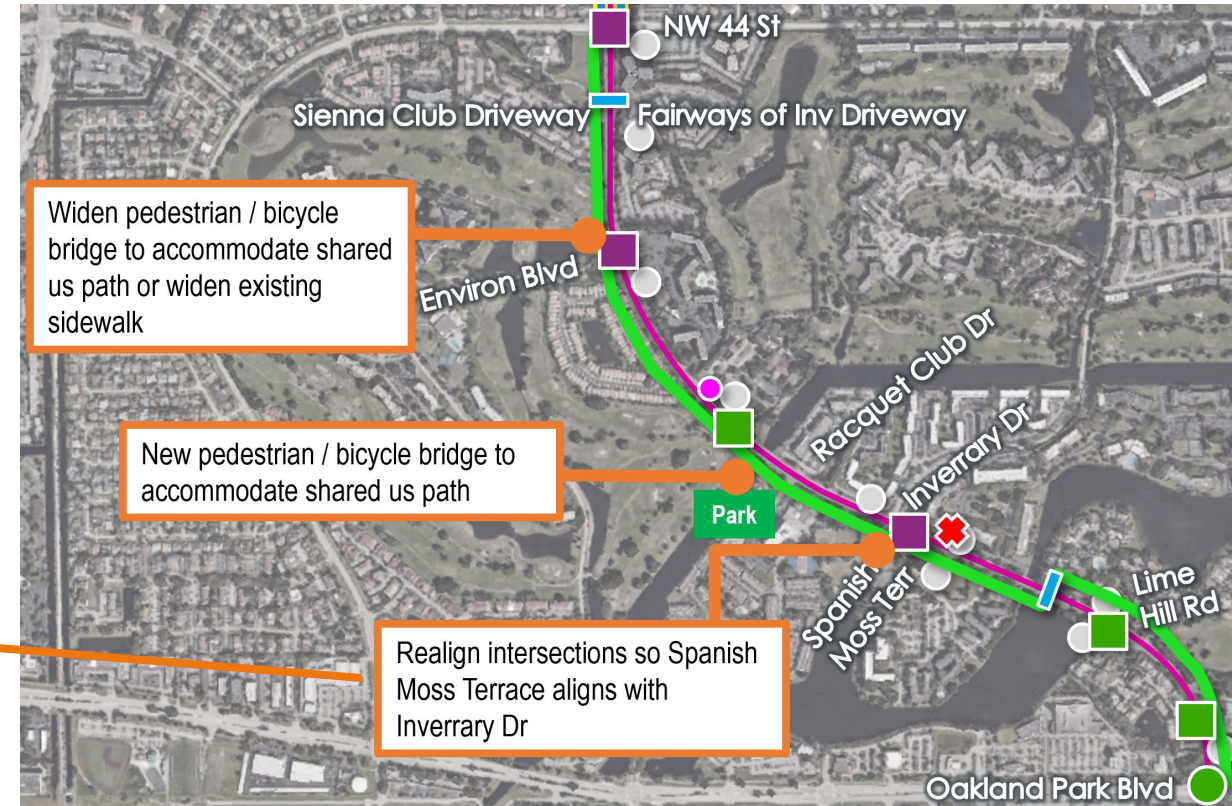 NW 44 St
Sienna Club Driveway
Fairways of Inv Driveway
Widen pedestrian / bicycle
bridge to accommodate shared
us path or widen existing
sidewalk
Environ Blvd
Racquet Club Dr
Inverrary Dr
New pedestrian / bicycle bridge to
accommodate shared us path
Park
Spanish
Moss Terr
Lime
Hill Rd
Realign intersections so Spanish
Moss Terrace aligns with
Inverrary Dr
Oakland Park Blvd